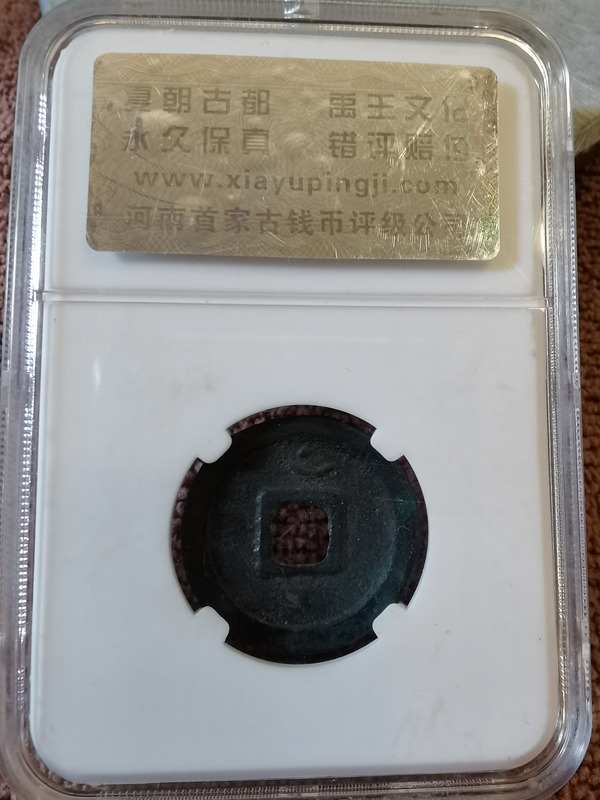 夏朝古都 禹王文化
永久保真 错评赔偿
www.xiayupingji.com
河南首家古钱币评级公司